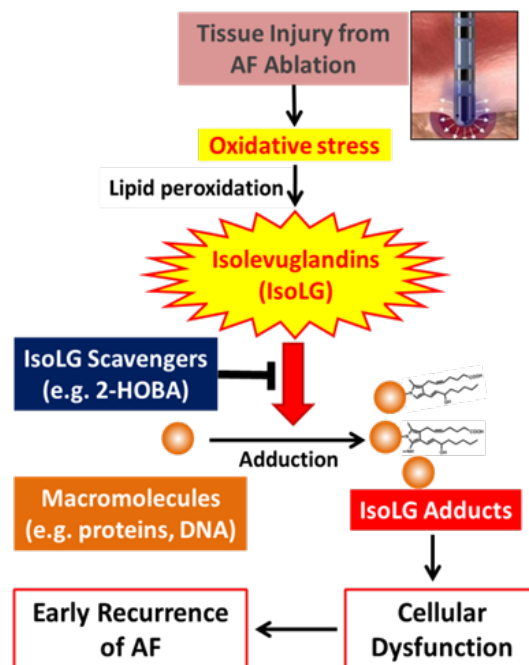 Tissue Injury from
AF Ablation
Oxidative stress
Lipid peroxidation
Isolevuglandins
(IsoLG)
IsoLG Scavengers
(e.g. 2-HOBA)
Adduction
Macromolecules
(e.g. proteins, DNA)
IsoLG Adducts
Early Recurrence
of AF
Cellular
Dysfunction